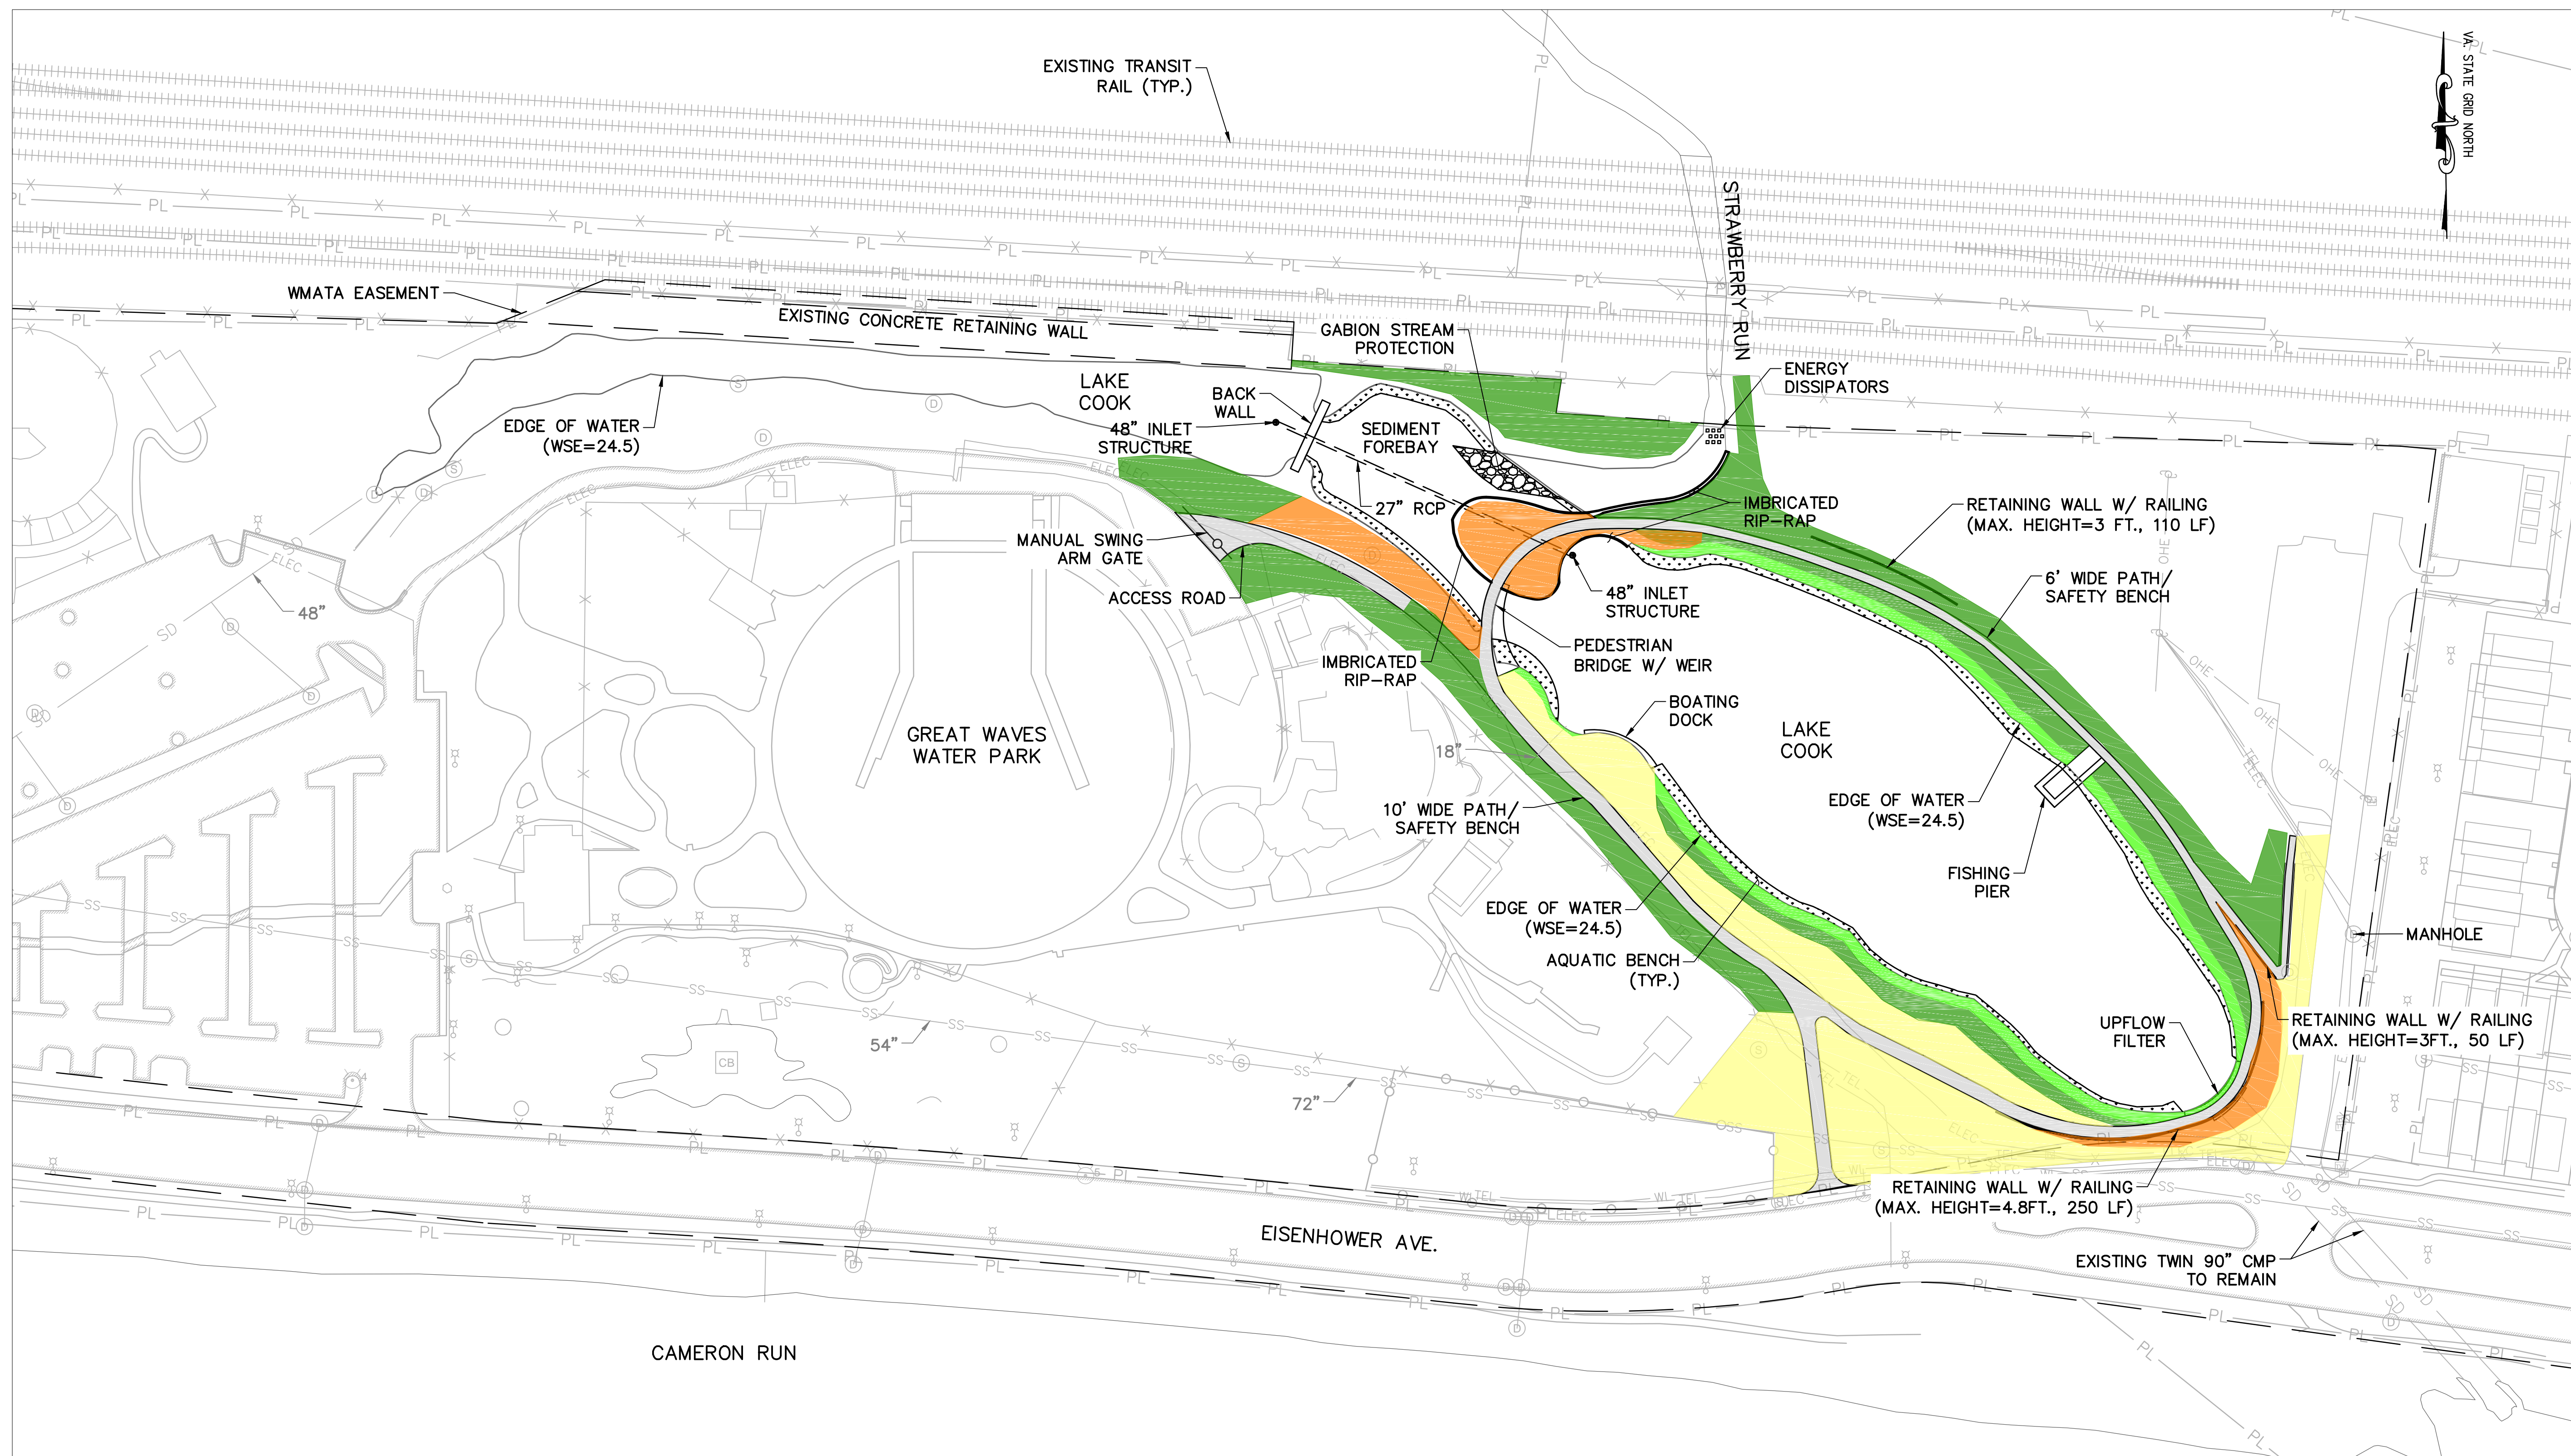 VA. STATE GRID NORTH
EXISTING TRANSIT
RAIL (TYP.)
STRAWBERRY RUN
WMATA EASEMENT
EXISTING CONCRETE RETAINING WALL
GABION STREAM
PROTECTION
ENERGY
DISSIPATORS
LAKE
COOK
BACK
WALL
48" INLET
STRUCTURE
SEDIMENT
FOREBAY
EDGE OF WATER
(WSE=24.5)
27" RCP
IMBRICATED
RIP-RAP
RETAINING WALL W/ RAILING
(MAX. HEIGHT=3 FT., 110 LF)
MANUAL SWING
ARM GATE
ACCESS ROAD
48" INLET
STRUCTURE
6' WIDE PATH/
SAFETY BENCH
48"
IMBRICATED
RIP-RAP
PEDESTRIAN
BRIDGE W/ WEIR
BOATING
DOCK
LAKE
COOK
GREAT WAVES
WATER PARK
18"
10' WIDE PATH/
SAFETY BENCH
EDGE OF WATER
(WSE=24.5)
FISHING
PIER
EDGE OF WATER
(WSE=24.5)
AQUATIC BENCH
(TYP.)
MANHOLE
UPFLOW
FILTER
RETAINING WALL W/ RAILING
(MAX. HEIGHT=3FT., 50 LF)
54"
CB
72"
RETAINING WALL W/ RAILING
(MAX. HEIGHT=4.8FT., 250 LF)
EISENHOWER AVE.
EXISTING TWIN 90" CMP
TO REMAIN
CAMERON RUN